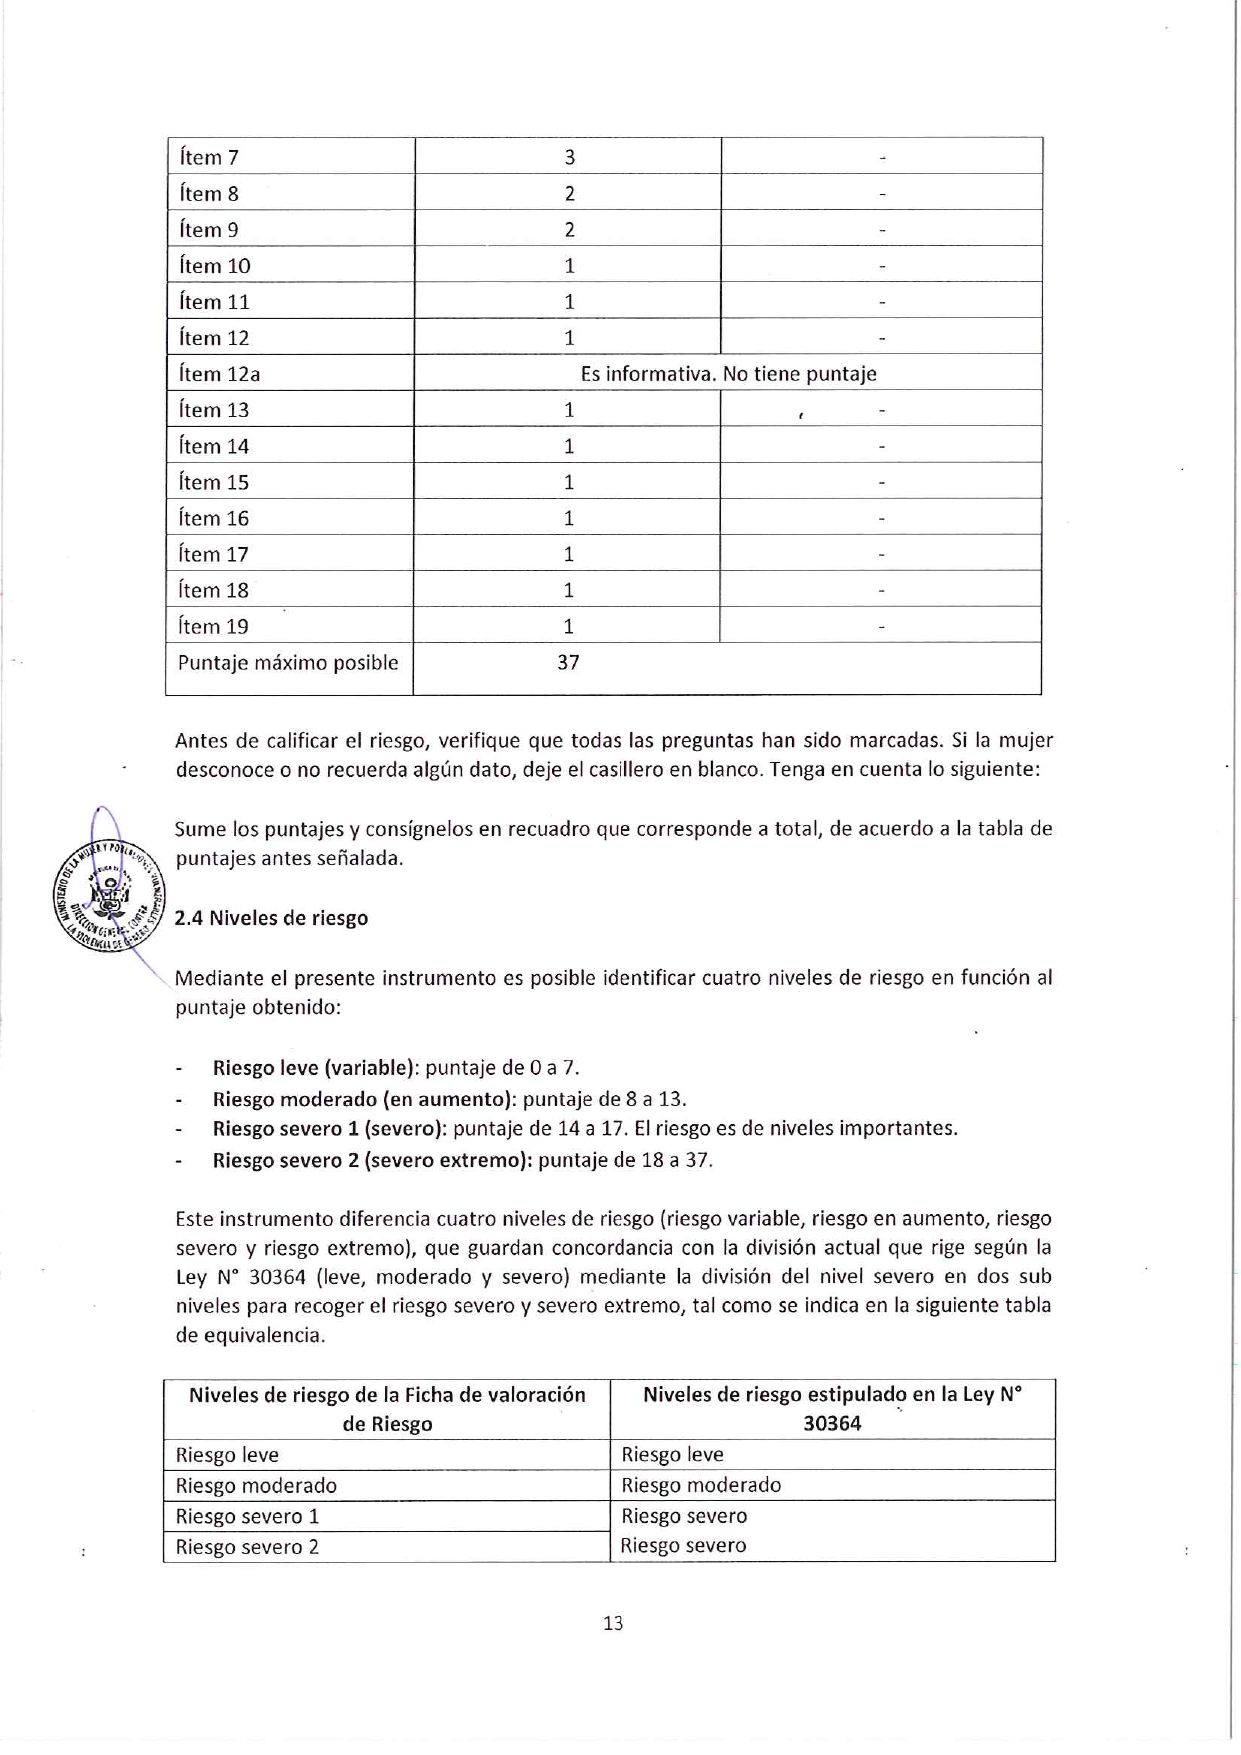 Ítem 7 3 -
Ítem 8 2 -
Ítem 9 2 -
Ítem 10 1 -
Ítem 11 1 -
Ítem 12 1 -
Ítem 12a Es informativa. No tiene puntaje
Ítem 13 1 -
Ítem 14 1 -
Ítem 15 1 -
Ítem 16 1 -
Ítem 17 1 -
Ítem 18 1 -
Ítem 19 1 -
Puntaje máximo posible 37
Antes de calificar el riesgo, verifique que todas las preguntas han sido marcadas. Si la mujer
desconoce o no recuerda algún dato, deje el casillero en blanco. Tenga en cuenta lo siguiente:
Sume los puntajes y consígnelos en recuadro que corresponde a total, de acuerdo a la tabla de
puntajes antes señalada.
MINISTERIO DE LA MUJER Y POBLACIONES VULNERABLES
DIRECCIÓN GENERAL CONTRA
LA VIOLENCIA DE GÉNERO
2.4 Niveles de riesgo
Mediante el presente instrumento es posible identificar cuatro niveles de riesgo en función al
puntaje obtenido:
- Riesgo leve (variable): puntaje de 0 a 7.
- Riesgo moderado (en aumento): puntaje de 8 a 13.
- Riesgo severo 1 (severo): puntaje de 14 a 17. El riesgo es de niveles importantes.
- Riesgo severo 2 (severo extremo): puntaje de 18 a 37.
Este instrumento diferencia cuatro niveles de riesgo (riesgo variable, riesgo en aumento, riesgo
severo y riesgo extremo), que guardan concordancia con la división actual que rige según la
Ley N° 30364 (leve, moderado y severo) mediante la división del nivel severo en dos sub
niveles para recoger el riesgo severo y severo extremo, tal como se indica en la siguiente tabla
de equivalencia.
Niveles de riesgo de la Ficha de valoración
de Riesgo
Niveles de riesgo estipulado en la Ley N°
30364
Riesgo leve Riesgo leve
Riesgo moderado Riesgo moderado
Riesgo severo 1 Riesgo severo
Riesgo severo 2 Riesgo severo
13